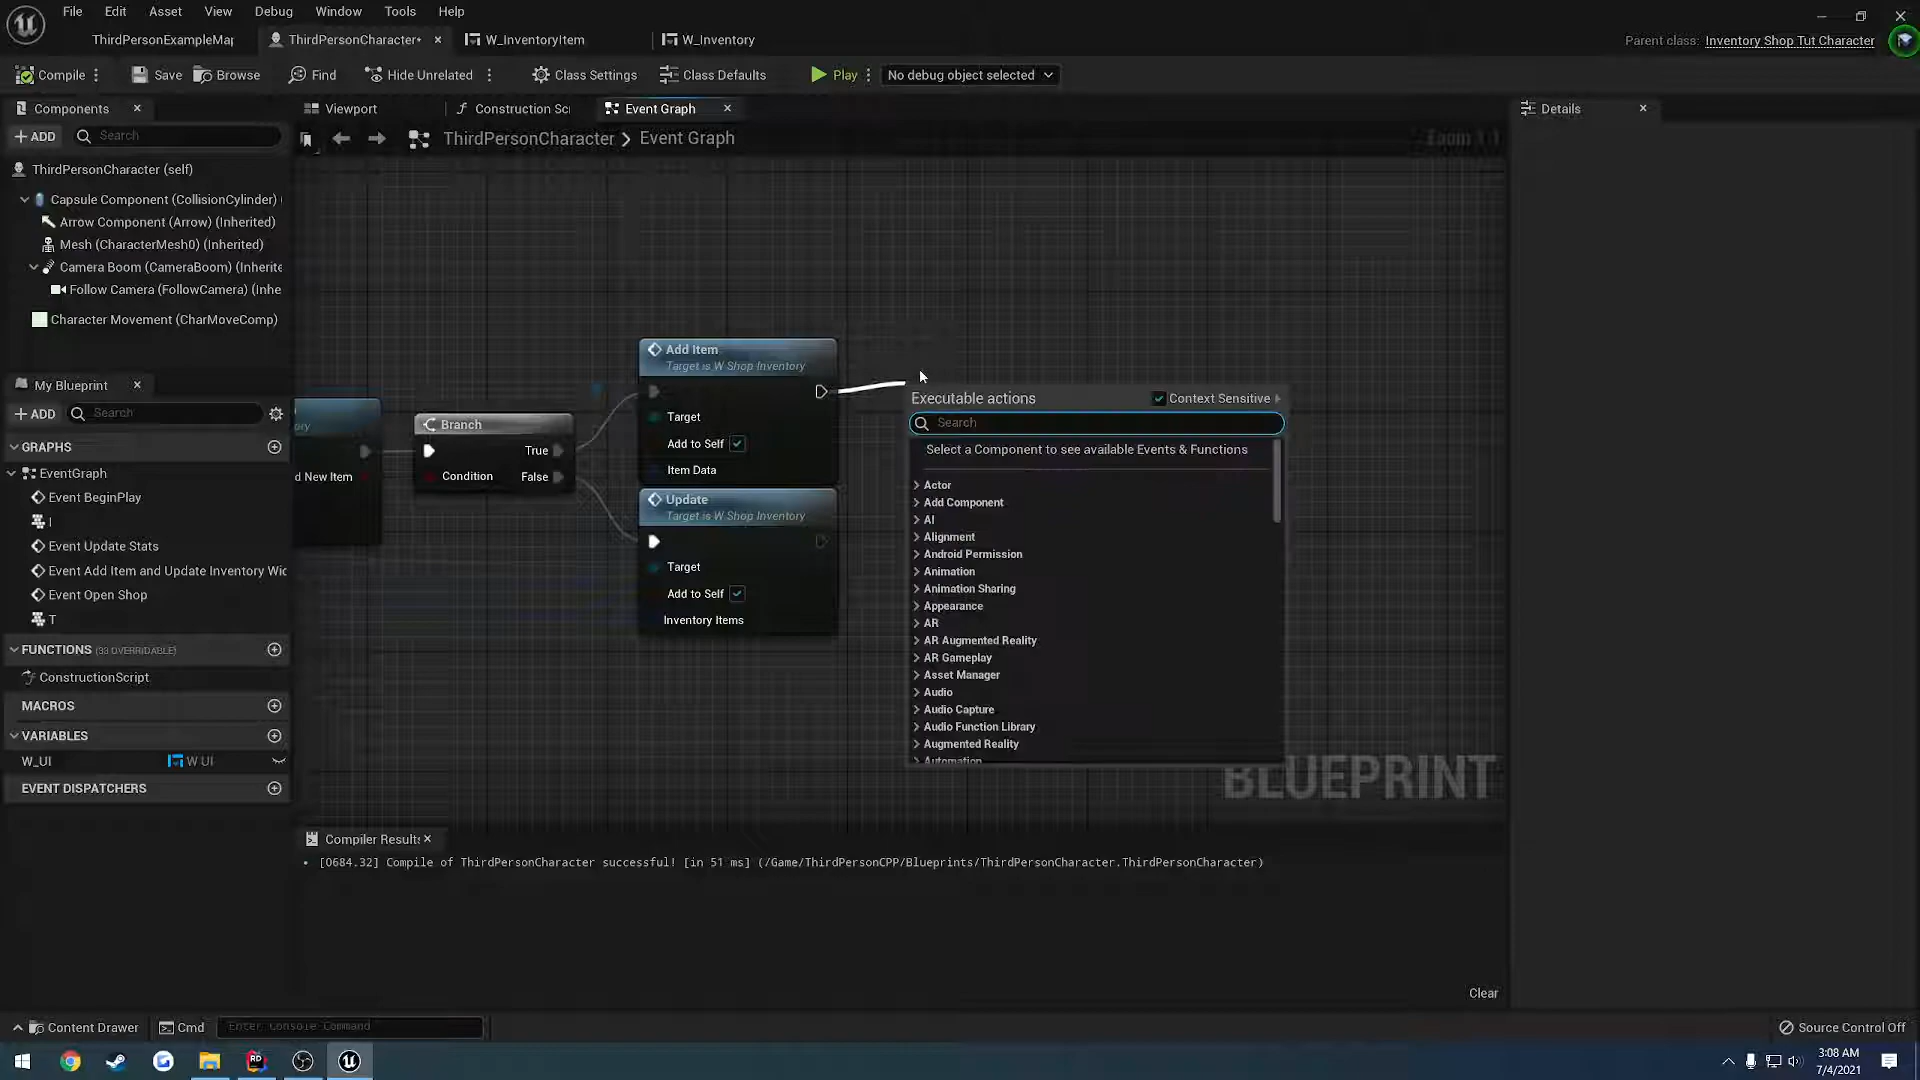 File Edit Asset View Debug Window Tools Help
ThirdPersonExampleMap
ThirdPersonCharacter*
W_InventoryItem
W_Inventory
Parent class: Inventory Shop Tut Character
Compile
Save
Browse
Find
Hide Unrelated
Class Settings
Class Defaults
Play
No debug object selected
Components
Viewport
Construction Sc
Event Graph
Details
ADD
Search
ThirdPersonCharacter > Event Graph
Zoom 1:1
ThirdPersonCharacter (self)
Capsule Component (CollisionCylinder) (
Arrow Component (Arrow) (Inherited)
Mesh (CharacterMesh0) (Inherited)
Camera Boom (CameraBoom) (Inherite
Follow Camera (FollowCamera) (Inhe
Character Movement (CharMoveComp)
My Blueprint
ADD
Search
GRAPHS
EventGraph
Event BeginPlay
I
Event Update Stats
Event Add Item and Update Inventory Wid
Event Open Shop
T
FUNCTIONS (33 OVERRIDABLE)
ConstructionScript
MACROS
VARIABLES
W_UI
W UI
EVENT DISPATCHERS
ory
d New Item
Branch
True
Condition
False
Add Item
Target is W Shop Inventory
Target
Add to Self
Item Data
Update
Target is W Shop Inventory
Target
Add to Self
Inventory Items
Executable actions
Context Sensitive
Search
Select a Component to see available Events & Functions
Actor
Add Component
AI
Alignment
Android Permission
Animation
Animation Sharing
Appearance
AR
AR Augmented Reality
AR Gameplay
Asset Manager
Audio
Audio Capture
Audio Function Library
Augmented Reality
Automation
BLUEPRINT
Compiler Results
[0684.32] Compile of ThirdPersonCharacter successful! [in 51 ms] (/Game/ThirdPersonCPP/Blueprints/ThirdPersonCharacter.ThirdPersonCharacter)
Clear
Content Drawer
Cmd
Enter Console Command
Source Control Off
RD
3:08 AM
7/4/2021